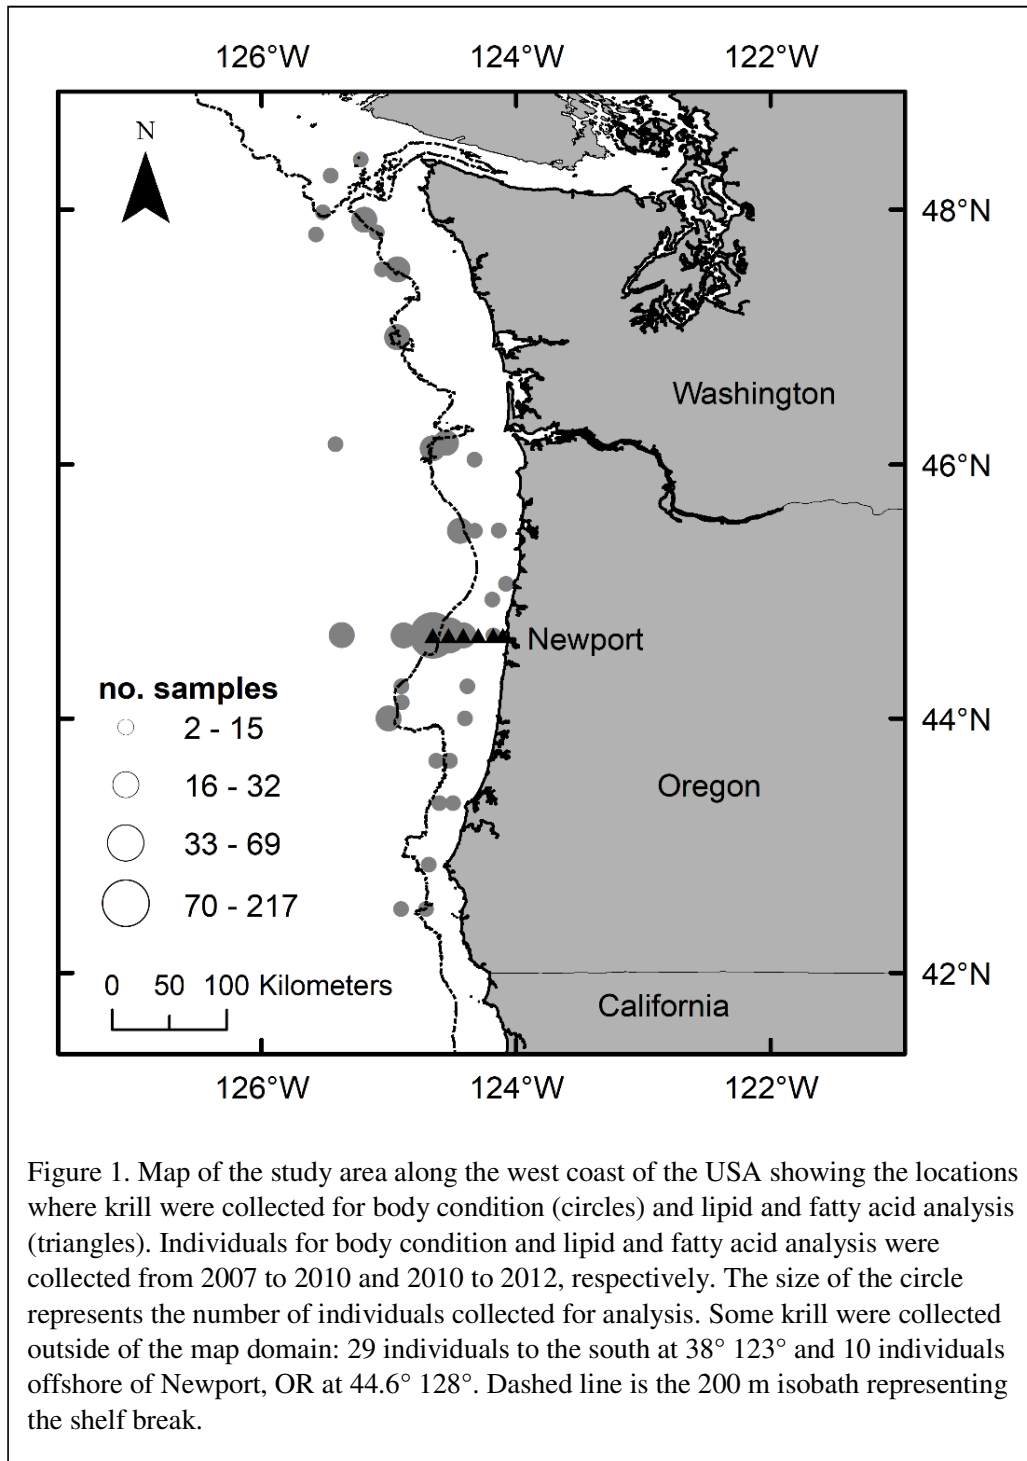 126°W 124°W 122°W
N
48°N
Washington
46°N
Newport
no. samples
2 - 15
44°N
16 - 32
Oregon
33 - 69
70 - 217
42°N
0 50 100 Kilometers
California
126°W 124°W 122°W
Figure 1. Map of the study area along the west coast of the USA showing the locations
where krill were collected for body condition (circles) and lipid and fatty acid analysis
(triangles). Individuals for body condition and lipid and fatty acid analysis were
collected from 2007 to 2010 and 2010 to 2012, respectively. The size of the circle
represents the number of individuals collected for analysis. Some krill were collected
outside of the map domain: 29 individuals to the south at 38° 123° and 10 individuals
offshore of Newport, OR at 44.6° 128°. Dashed line is the 200 m isobath representing
the shelf break.